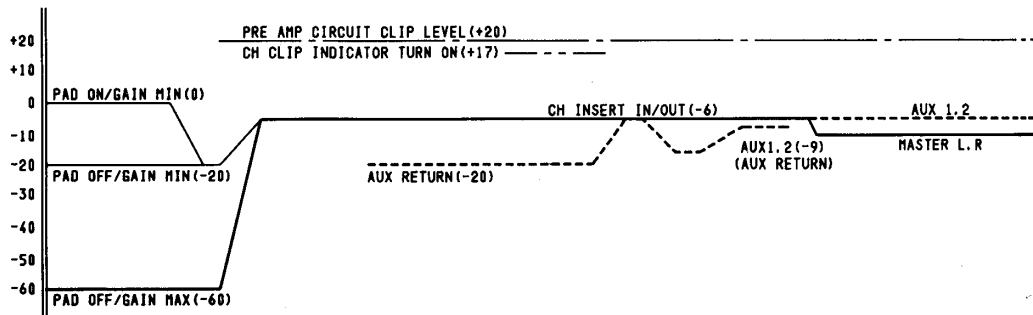 PRE AMP CIRCUIT CLIP LEVEL(+20)
+20
CH CLIP INDICATOR TURN ON(+17)
+10
PAD ON/GAIN MIN(0)
0
CH INSERT IN/OUT(-6)
AUX 1.2
-10
AUX1.2(-9)
MASTER L.R
(AUX RETURN)
-20
PAD OFF/GAIN MIN(-20)
AUX RETURN(-20)
-30
-40
-50
-60
PAD OFF/GAIN MAX(-60)